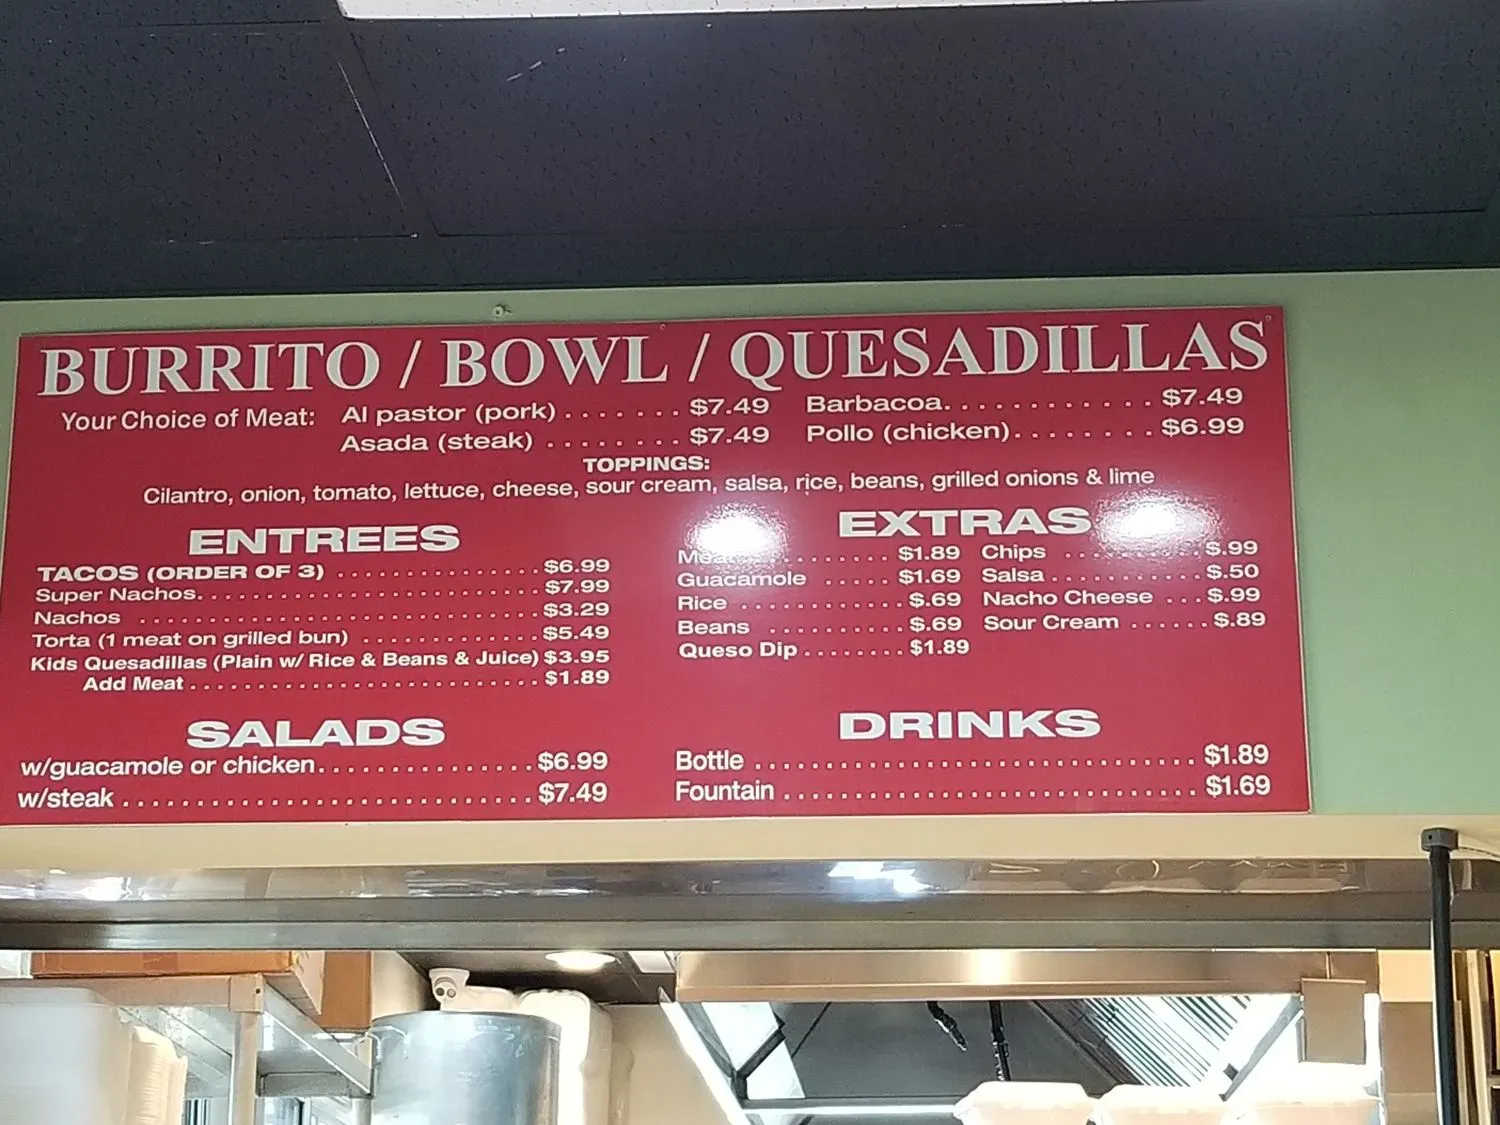 BURRITO / BOWL / QUESADILLAS
Your Choice of Meat: Al pastor (pork) . . . . . . . $7.49 Barbacoa. . . . . . . . . . . . $7.49
Asada (steak) . . . . . . . . $7.49 Pollo (chicken). . . . . . . . $6.99
TOPPINGS:
Cilantro, onion, tomato, lettuce, cheese, sour cream, salsa, rice, beans, grilled onions & lime
ENTREES
TACOS (ORDER OF 3) . . . . . . . . . . . . . . . $6.99
Super Nachos. . . . . . . . . . . . . . . . . . . . . . . . . $7.99
Nachos . . . . . . . . . . . . . . . . . . . . . . . . . . . . . $3.29
Torta (1 meat on grilled bun) . . . . . . . . . . . . . $5.49
Kids Quesadillas (Plain w/ Rice & Beans & Juice) $3.95
Add Meat . . . . . . . . . . . . . . . . . . . . . . . . . . $1.89
EXTRAS
Meat . . . . . . . . $1.89 Chips . . . . . . . . . . $.99
Guacamole . . . . . $1.69 Salsa . . . . . . . . . . . $.50
Rice . . . . . . . . . . . $.69 Nacho Cheese . . . $.99
Beans . . . . . . . . . . $.69 Sour Cream . . . . . . $.89
Queso Dip . . . . . . . . $1.89
SALADS
w/guacamole or chicken. . . . . . . . . . . . . . . . $6.99
w/steak . . . . . . . . . . . . . . . . . . . . . . . . . . . . . . $7.49
DRINKS
Bottle . . . . . . . . . . . . . . . . . . . . . . . . . . . . . . . $1.89
Fountain . . . . . . . . . . . . . . . . . . . . . . . . . . . . . $1.69